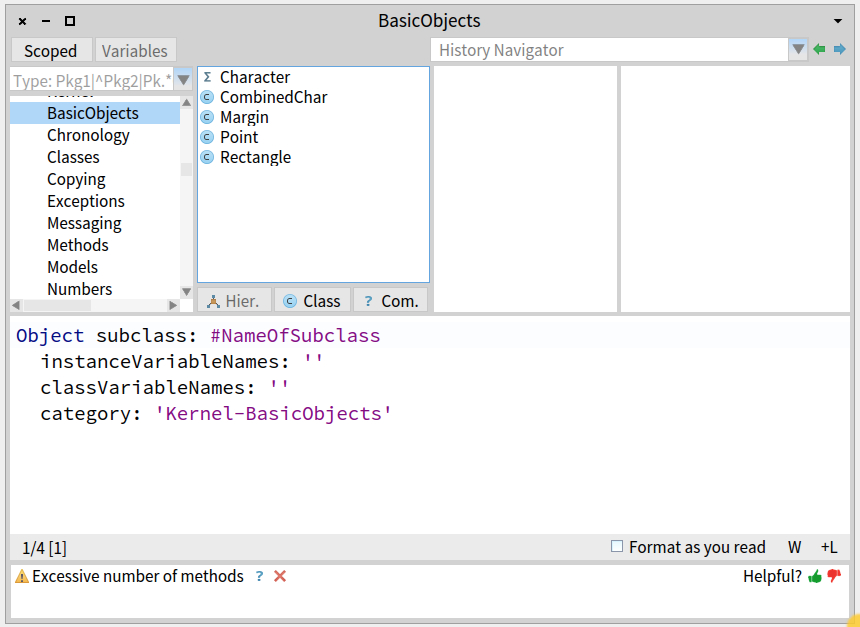 BasicObjects
Scoped
Variables
History Navigator
Type: Pkg1|^Pkg2|Pk.*
BasicObjects
Chronology
Classes
Copying
Exceptions
Messaging
Methods
Models
Numbers
Σ Character
C CombinedChar
C Margin
C Point
C Rectangle
Hier.
C Class
? Com.
Object subclass: #NameOfSubclass
instanceVariableNames: ''
classVariableNames: ''
category: 'Kernel-BasicObjects'
1/4 [1]
Format as you read
W
+L
Excessive number of methods ?
Helpful?